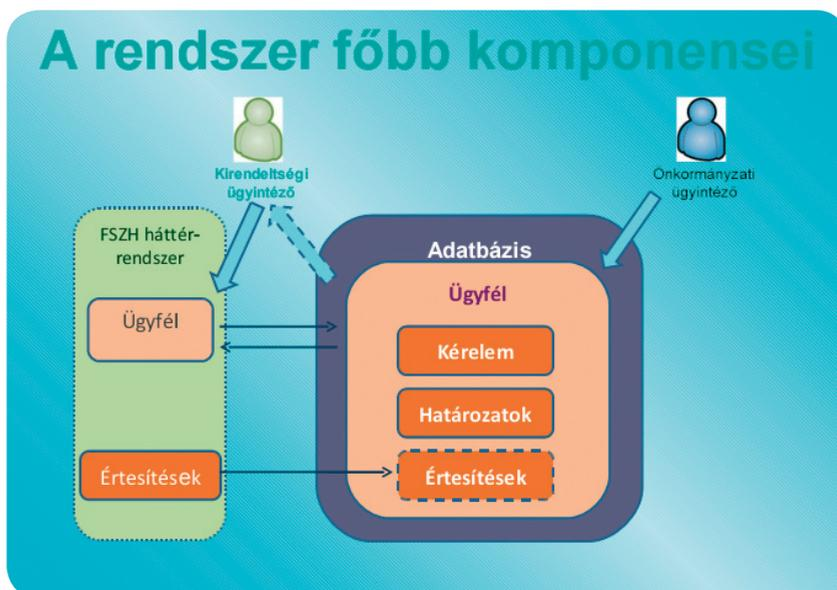 A rendszer főbb komponensei
Kirendeltségi
ügyintéző
Önkormányzati
ügyintéző
FSZH háttér-
rendszer
Ügyfél
Értesítések
Adatbázis
Ügyfél
Kérelem
Határozatok
Értesítések